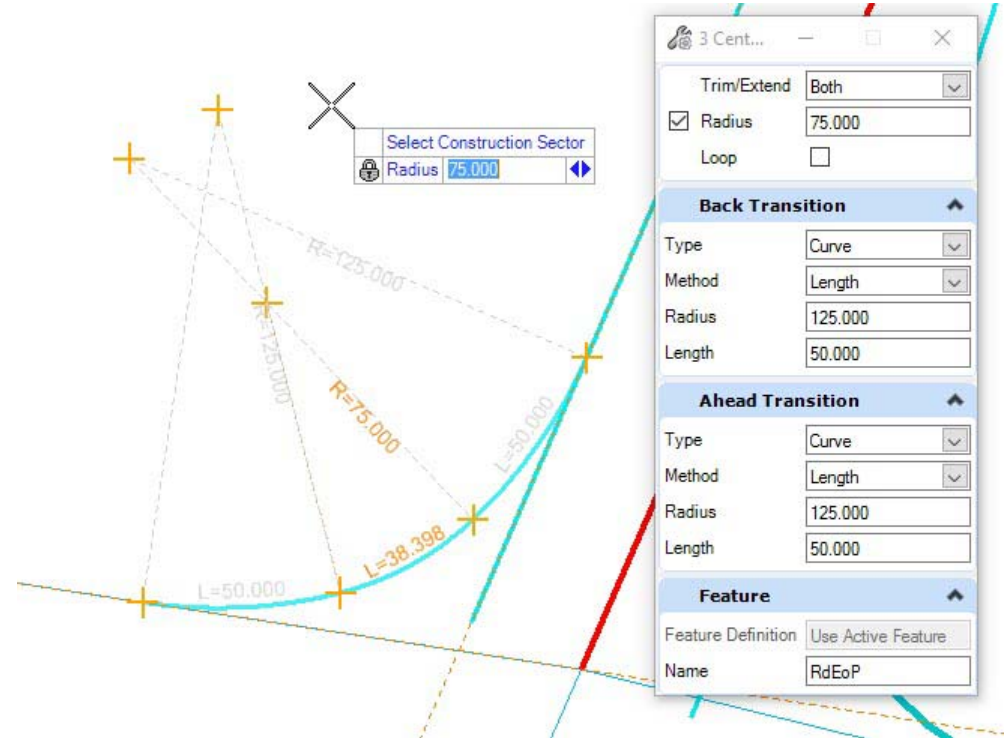 3 Cent...
Trim/Extend Both
Radius 75.000
Loop
Back Transition
Type Curve
Method Length
Radius 125.000
Length 50.000
Ahead Transition
Type Curve
Method Length
Radius 125.000
Length 50.000
Feature
Feature Definition Use Active Feature
Name RdEoP
Select Construction Sector
Radius 75.000
R=125.000
R=125.000
R=75.000
L=50.000
L=38.398
L=50.000